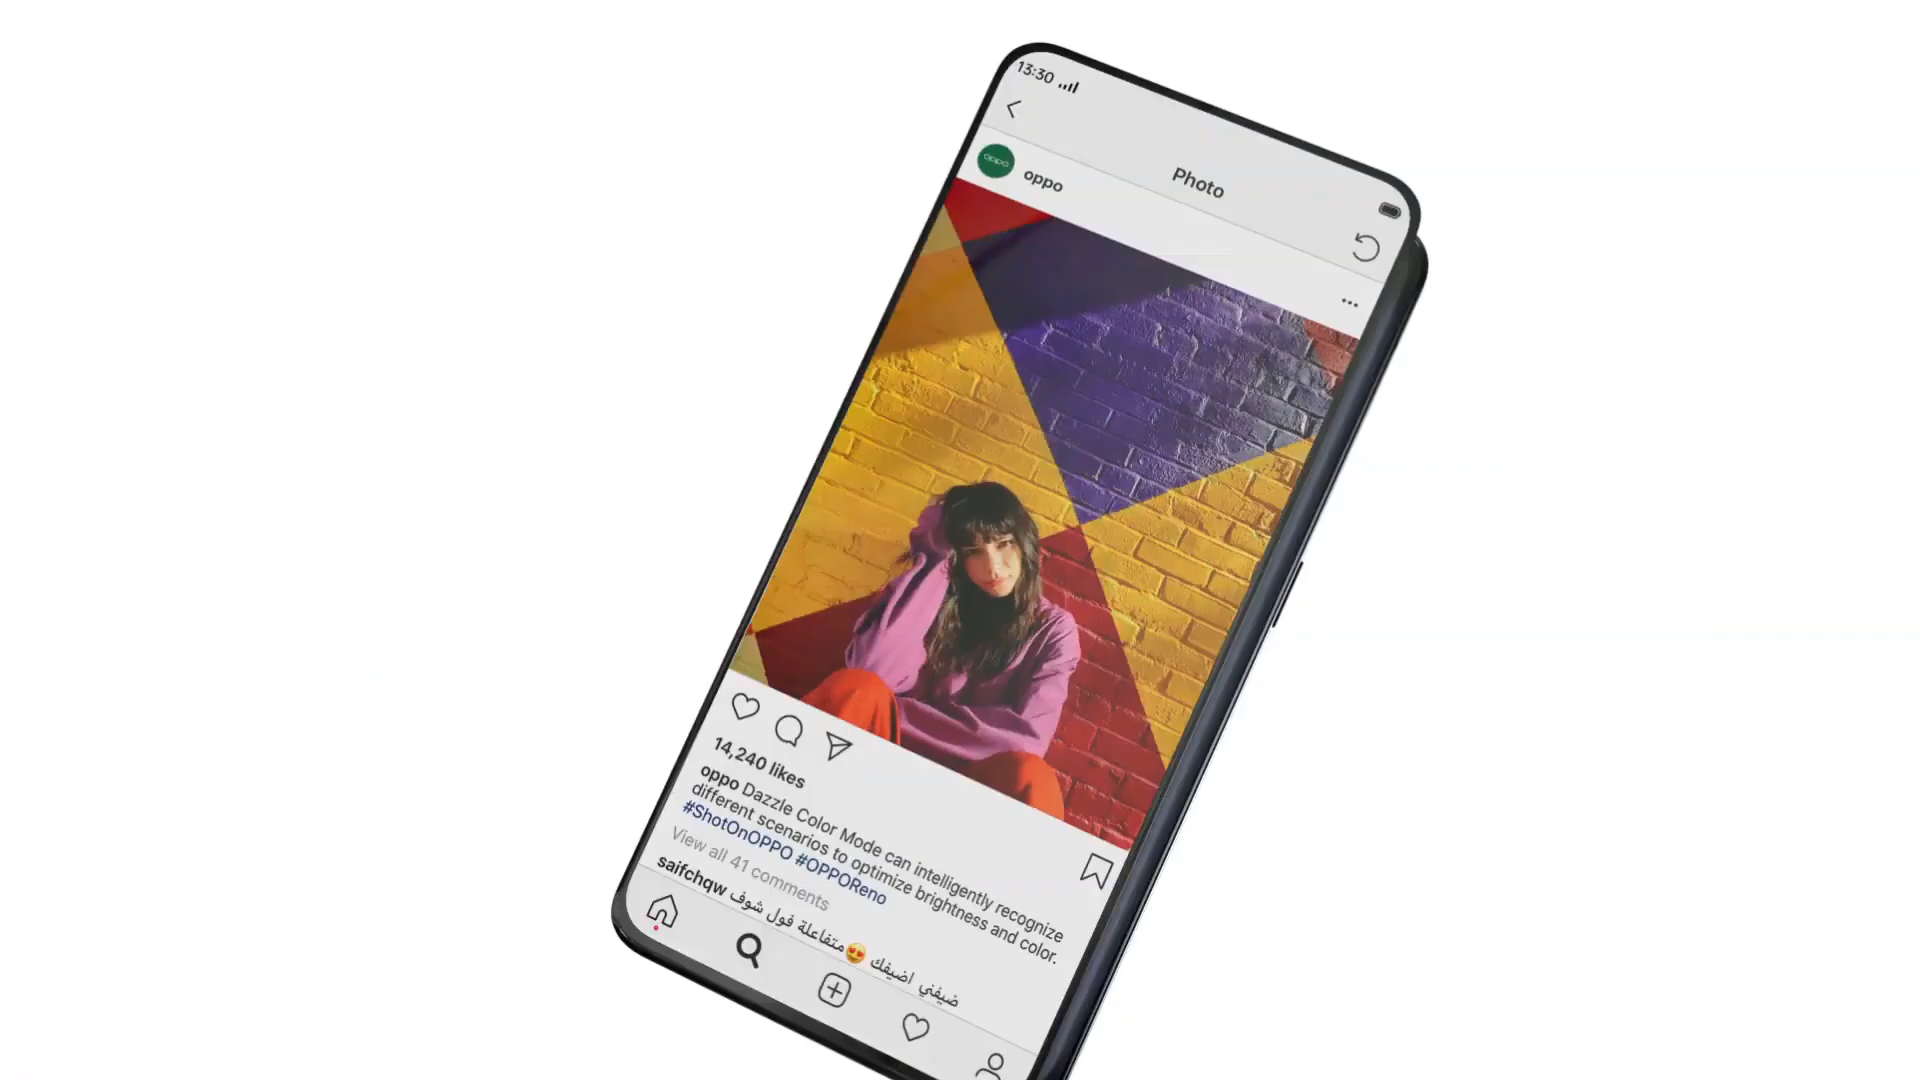 13:30
Photo
oppo
oppo
14,240 likes
oppo Dazzle Color Mode can intelligently recognize
different scenarios to optimize brightness and color.
#ShotOnOPPO #OPPOReno
View all 41 comments
saifchqw ضيفني اضيفك 😍متفاعلة فول شوف